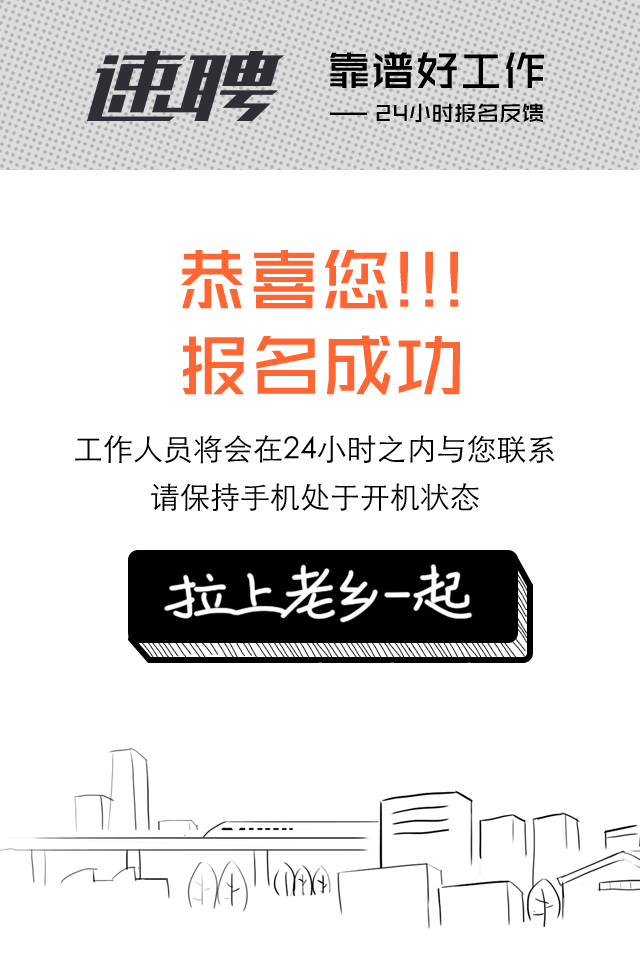 速聘
靠谱好工作
—— 24小时报名反馈
恭喜您!!!
报名成功
工作人员将会在24小时之内与您联系
请保持手机处于开机状态
拉上老乡一起